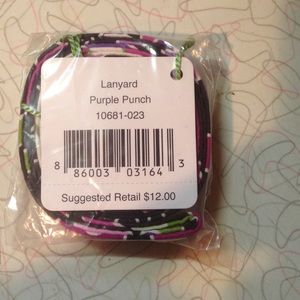 Lanyard
Purple Punch
10681-023
8 86003 03164 3
Suggested Retail $12.00